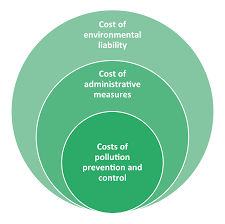 Cost of
environmental
liability
Cost of
administrative
measures
Costs of
pollution
prevention and
control